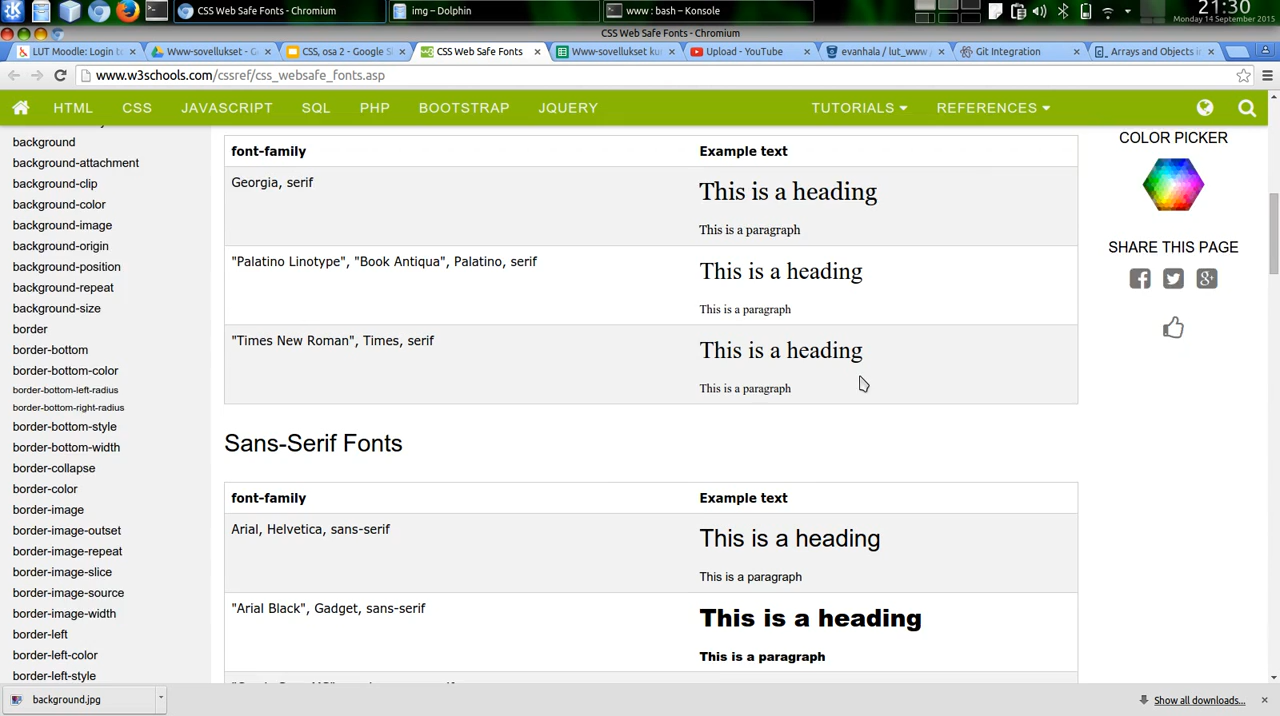 CSS Web Safe Fonts - Chromium
img – Dolphin
www : bash – Konsole
21:30
Monday 14 September 2015
CSS Web Safe Fonts - Chromium
LUT Moodle: Login t
Www-sovellukset - G
CSS, osa 2 - Google S
CSS Web Safe Fonts
Www-sovellukset ku
Upload - YouTube
evanhala / lut_www
Git Integration
Arrays and Objects in
www.w3schools.com/cssref/css_websafe_fonts.asp
HTML
CSS
JAVASCRIPT
SQL
PHP
BOOTSTRAP
JQUERY
TUTORIALS
REFERENCES
background
background-attachment
background-clip
background-color
background-image
background-origin
background-position
background-repeat
background-size
border
border-bottom
border-bottom-color
border-bottom-left-radius
border-bottom-right-radius
border-bottom-style
border-bottom-width
border-collapse
border-color
border-image
border-image-outset
border-image-repeat
border-image-slice
border-image-source
border-image-width
border-left
border-left-color
border-left-style
font-family
Example text
Georgia, serif
This is a heading
This is a paragraph
"Palatino Linotype", "Book Antiqua", Palatino, serif
This is a heading
This is a paragraph
"Times New Roman", Times, serif
This is a heading
This is a paragraph
Sans-Serif Fonts
font-family
Example text
Arial, Helvetica, sans-serif
This is a heading
This is a paragraph
"Arial Black", Gadget, sans-serif
This is a heading
This is a paragraph
COLOR PICKER
SHARE THIS PAGE
background.jpg
Show all downloads...